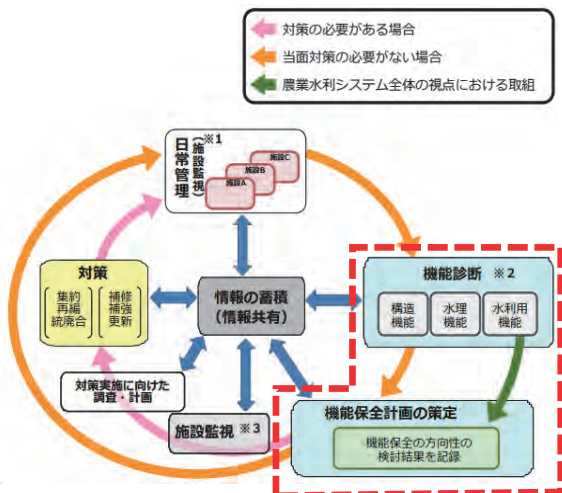 対策の必要がある場合
当面対策の必要がない場合
農業水利システム全体の視点における取組
日常管理
(施設監視)
※1
施設C
施設B
施設A
対策
集約
再編
統廃合
補修
補強
更新
情報の蓄積
(情報共有)
機能診断 ※2
構造
機能
水理
機能
水利用
機能
対策実施に向けた
調査・計画
施設監視 ※3
機能保全計画の策定
機能保全の方向性の
検討結果を記録